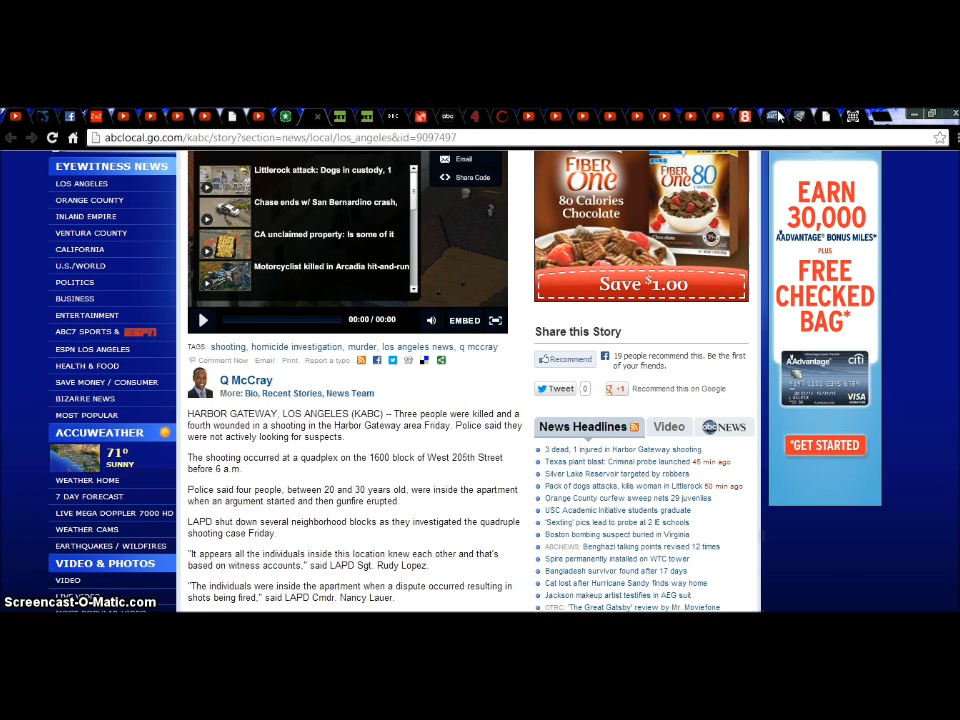 abclocal.go.com/kabc/story?section=news/local/los_angeles&id=9097497
EYEWITNESS NEWS
LOS ANGELES
ORANGE COUNTY
INLAND EMPIRE
VENTURA COUNTY
CALIFORNIA
U.S./WORLD
POLITICS
BUSINESS
ENTERTAINMENT
ABC7 SPORTS & ESPN
ESPN LOS ANGELES
HEALTH & FOOD
SAVE MONEY / CONSUMER
BIZARRE NEWS
MOST POPULAR
ACCUWEATHER
71°
SUNNY
WEATHER HOME
7 DAY FORECAST
LIVE MEGA DOPPLER 7000 HD
WEATHER CAMS
EARTHQUAKES / WILDFIRES
VIDEO & PHOTOS
VIDEO
Screencast-O-Matic.com
Littlerock attack: Dogs in custody, 1
Chase ends w/ San Bernardino crash,
CA unclaimed property: Is some of it
Motorcyclist killed in Arcadia hit-and-run
Email
Share Code
00:00 / 00:00
EMBED
TAGS: shooting, homicide investigation, murder, los angeles news, q mccray
Comment Now Email Print Report a typo
Q McCray
More: Bio, Recent Stories, News Team
HARBOR GATEWAY, LOS ANGELES (KABC) -- Three people were killed and a
fourth wounded in a shooting in the Harbor Gateway area Friday. Police said they
were not actively looking for suspects.
The shooting occurred at a quadplex on the 1600 block of West 205th Street
before 6 a.m.
Police said four people, between 20 and 30 years old, were inside the apartment
when an argument started and then gunfire erupted.
LAPD shut down several neighborhood blocks as they investigated the quadruple
shooting case Friday.
"It appears all the individuals inside this location knew each other and that's
based on witness accounts," said LAPD Sgt. Rudy Lopez.
"The individuals were inside the apartment when a dispute occurred resulting in
shots being fired," said LAPD Cmdr. Nancy Lauer.
FIBER One
80 Calories
Chocolate
FIBER One 80
Save $1.00
Share this Story
Recommend
19 people recommend this. Be the first
of your friends.
Tweet 0
+1 Recommend this on Google
News Headlines Video abc NEWS
3 dead, 1 injured in Harbor Gateway shooting
Texas plant blast: Criminal probe launched 45 min ago
Silver Lake Reservoir targeted by robbers
Pack of dogs attacks, kills woman in Littlerock 50 min ago
Orange County curfew sweep nets 29 juveniles
USC Academic Initiative students graduate
'Sexting' pics lead to probe at 2 IE schools
Boston bombing suspect buried in Virginia
ABCNEWS: Benghazi talking points revised 12 times
Spire permanently installed on WTC tower
Bangladesh survivor found after 17 days
Cat lost after Hurricane Sandy finds way home
Jackson makeup artist testifies in AEG suit
OTRC: 'The Great Gatsby' review by Mr. Moviefone
EARN
30,000
AADVANTAGE® BONUS MILES*
PLUS
FREE
CHECKED
BAG*
AAdvantage
citi
VISA
*GET STARTED